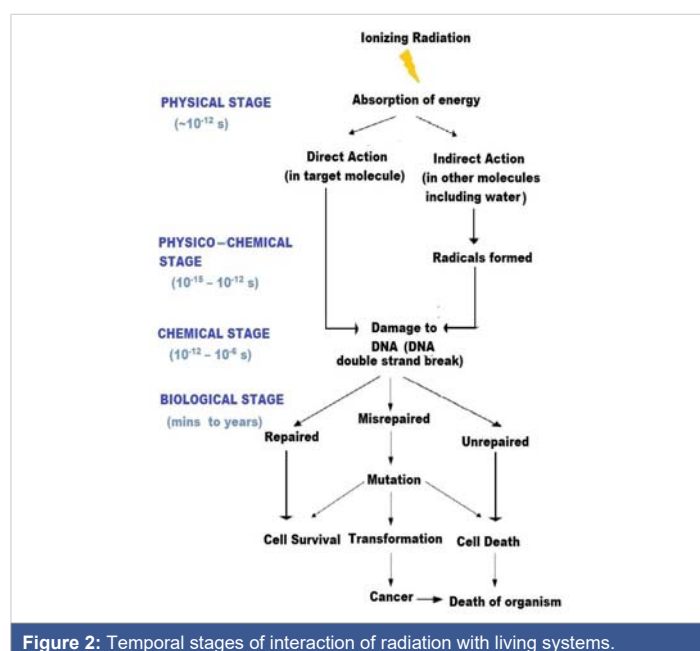 Ionizing Radiation
PHYSICAL STAGE
(~10⁻¹² s)
Absorption of energy
Direct Action
(in target molecule)
Indirect Action
(in other molecules
including water)
PHYSICO – CHEMICAL
STAGE
(10⁻¹⁵ – 10⁻¹² s)
Radicals formed
CHEMICAL STAGE
(10⁻¹² – 10⁻⁶ s)
Damage to
DNA (DNA
double strand break)
BIOLOGICAL STAGE
(mins to years)
Repaired
Misrepaired
Unrepaired
Mutation
Cell Survival
Transformation
Cell Death
Cancer
Death of organism
Figure 2: Temporal stages of interaction of radiation with living systems.